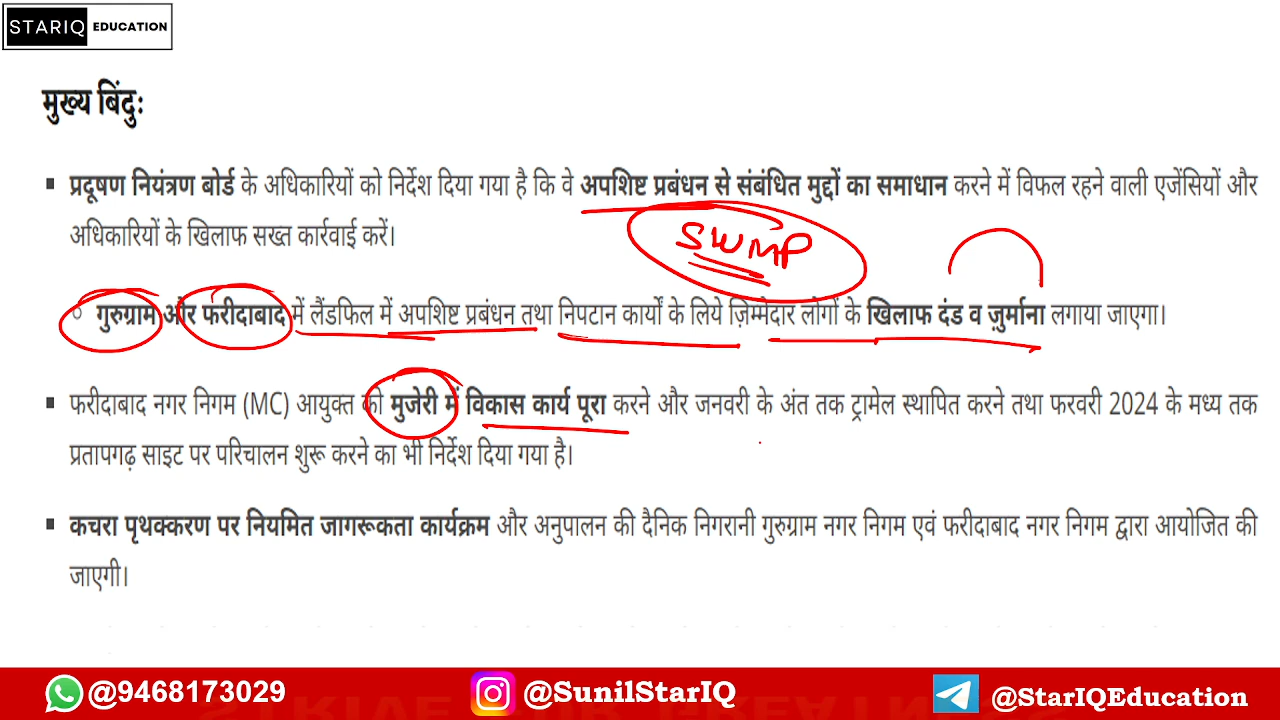 STARIQ EDUCATION
मुख्य बिंदु:
▪ प्रदूषण नियंत्रण बोर्ड के अधिकारियों को निर्देश दिया गया है कि वे अपशिष्ट प्रबंधन से संबंधित मुद्दों का समाधान करने में विफल रहने वाली एजेंसियों और
अधिकारियों के खिलाफ सख्त कार्रवाई करें।
SWMP
○ गुरुग्राम और फरीदाबाद में लैंडफिल में अपशिष्ट प्रबंधन तथा निपटान कार्यों के लिये ज़िम्मेदार लोगों के खिलाफ दंड व ज़ुर्माना लगाया जाएगा।
▪ फरीदाबाद नगर निगम (MC) आयुक्त को मुजेरी में विकास कार्य पूरा करने और जनवरी के अंत तक ट्रामेल स्थापित करने तथा फरवरी 2024 के मध्य तक
प्रतापगढ़ साइट पर परिचालन शुरू करने का भी निर्देश दिया गया है।
▪ कचरा पृथक्करण पर नियमित जागरूकता कार्यक्रम और अनुपालन की दैनिक निगरानी गुरुग्राम नगर निगम एवं फरीदाबाद नगर निगम द्वारा आयोजित की
जाएगी।
@9468173029 @SunilStarIQ @StarIQEducation